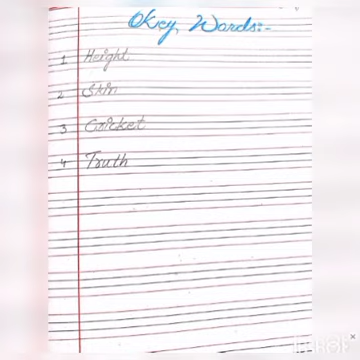 Okey, Words:-
1 Height
2 Skin
3 Cricket
4 Truth